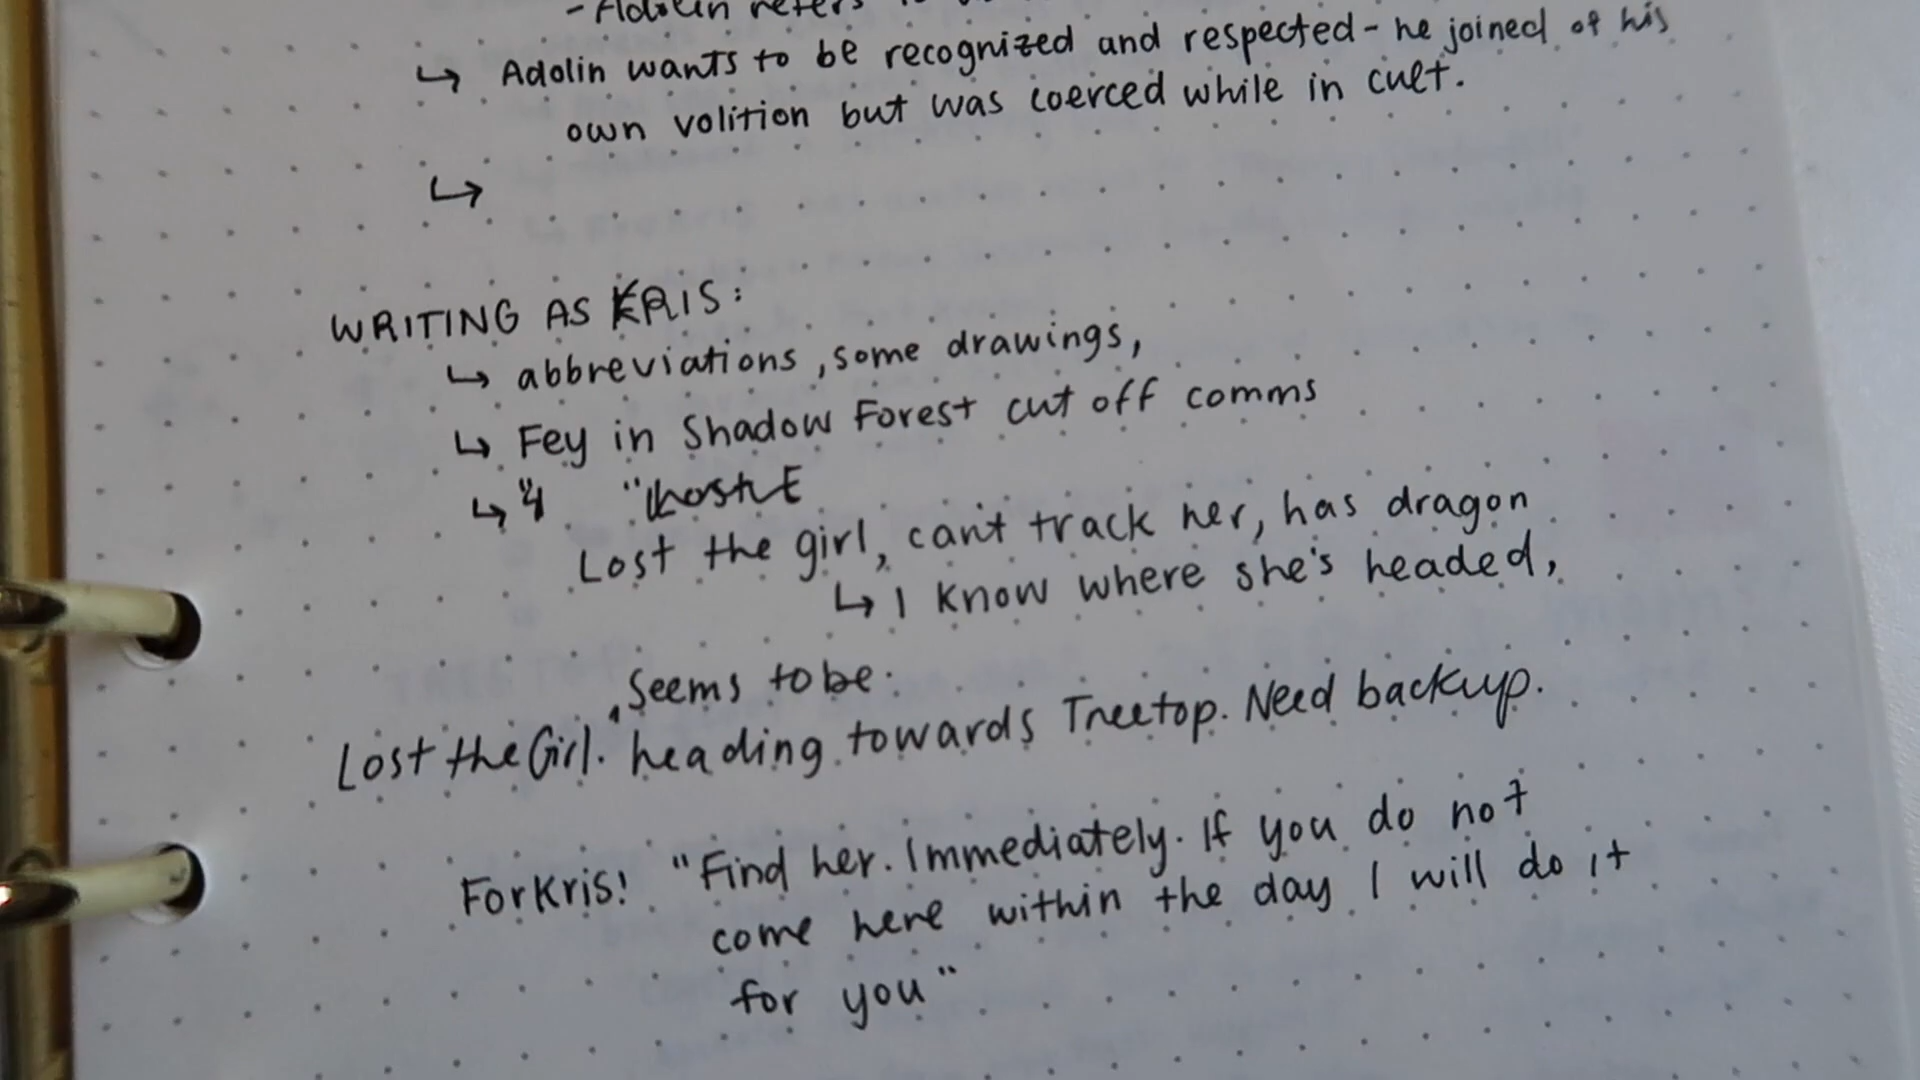 - Adolin refers
↳ Adolin wants to be recognized and respected - he joined of his
own volition but was coerced while in cult.
↳
WRITING AS KRIS:
↳ abbreviations, some drawings,
↳ Fey in Shadow Forest cut off comms
↳ "
Lost the girl, can't track her, has dragon
↳ I know where she's headed,
Seems to be
Lost the Girl. heading towards Treetop. Need backup.
For Kris! "Find her. Immediately. If you do not
come here within the day I will do it
for you"